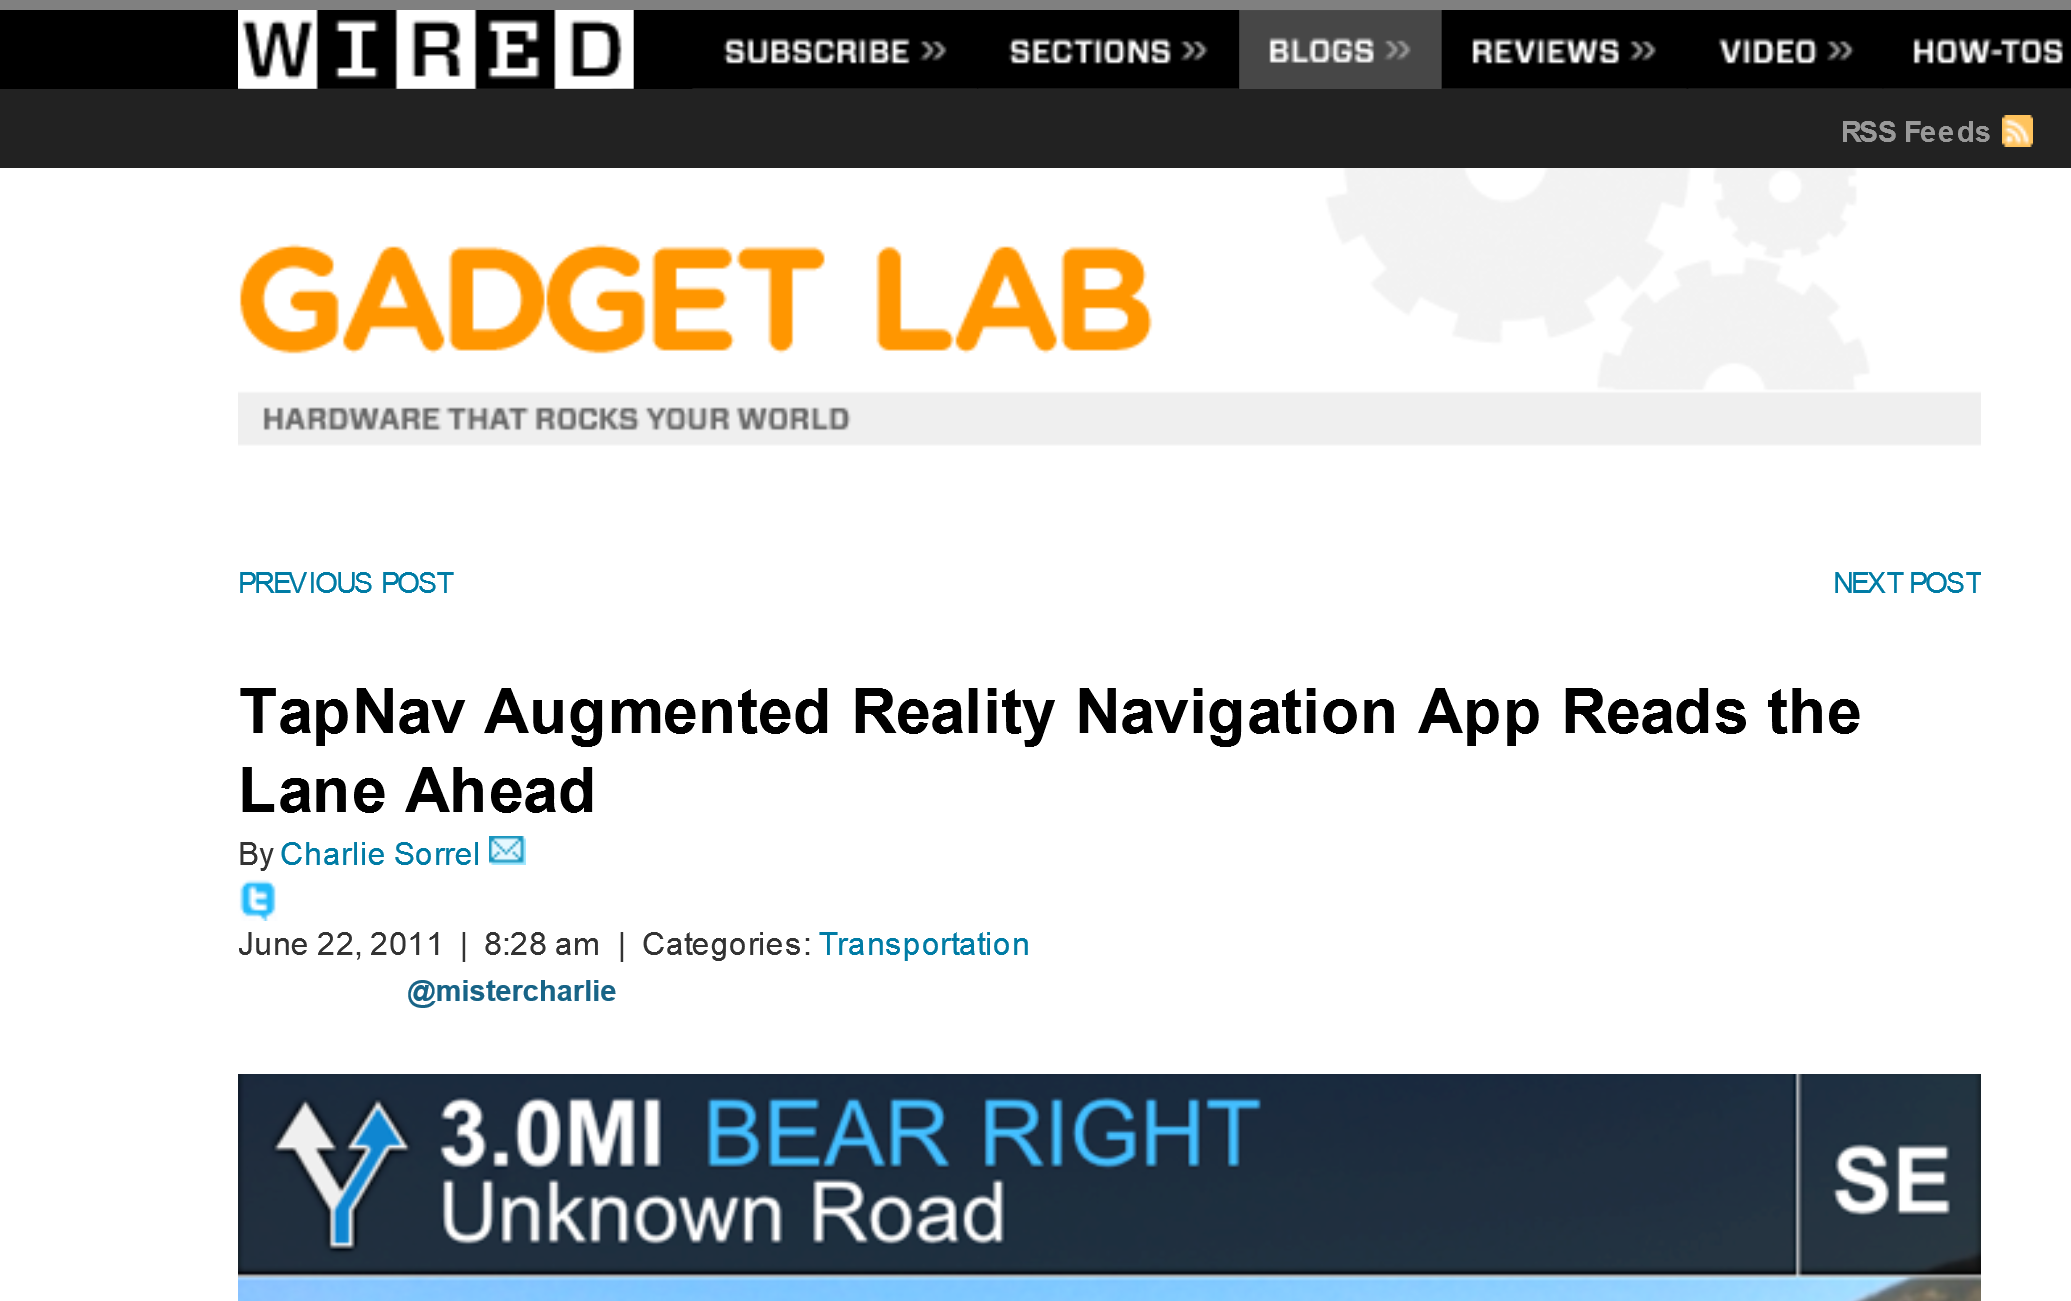 WIRED SUBSCRIBE >> SECTIONS >> BLOGS >> REVIEWS >> VIDEO >> HOW-TOS
RSS Feeds
GADGET LAB
HARDWARE THAT ROCKS YOUR WORLD
PREVIOUS POST NEXT POST
TapNav Augmented Reality Navigation App Reads the
Lane Ahead
By Charlie Sorrel
June 22, 2011 | 8:28 am | Categories: Transportation
@mistercharlie
3.0MI BEAR RIGHT
Unknown Road
SE